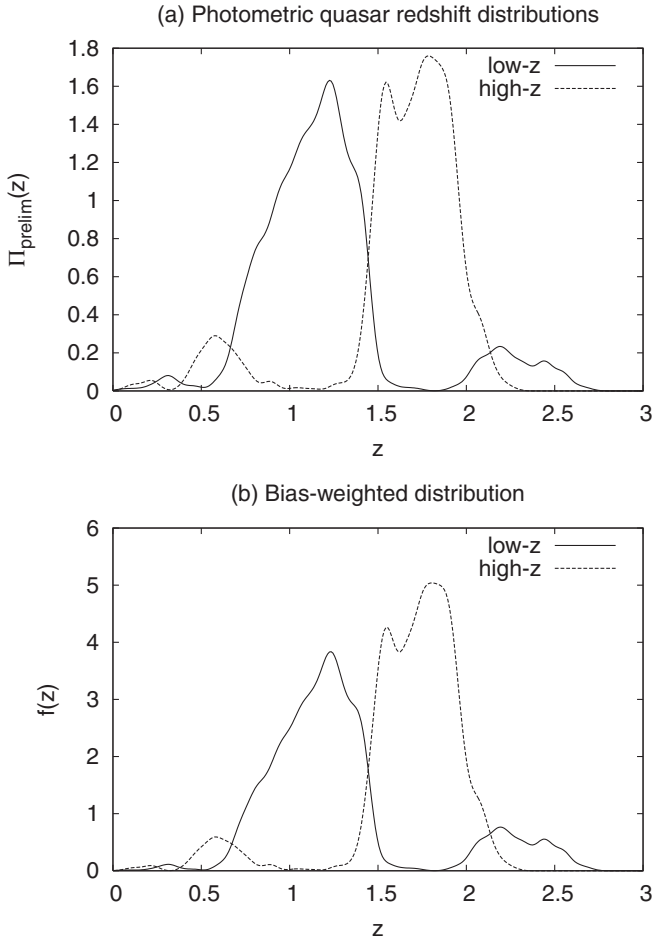 (a) Photometric quasar redshift distributions
low-z
high-z
Π_prelim(z)
1.8
1.6
1.4
1.2
1
0.8
0.6
0.4
0.2
0
0 0.5 1 1.5 2 2.5 3
z
(b) Bias-weighted distribution
low-z
high-z
f(z)
6
5
4
3
2
1
0
0 0.5 1 1.5 2 2.5 3
z